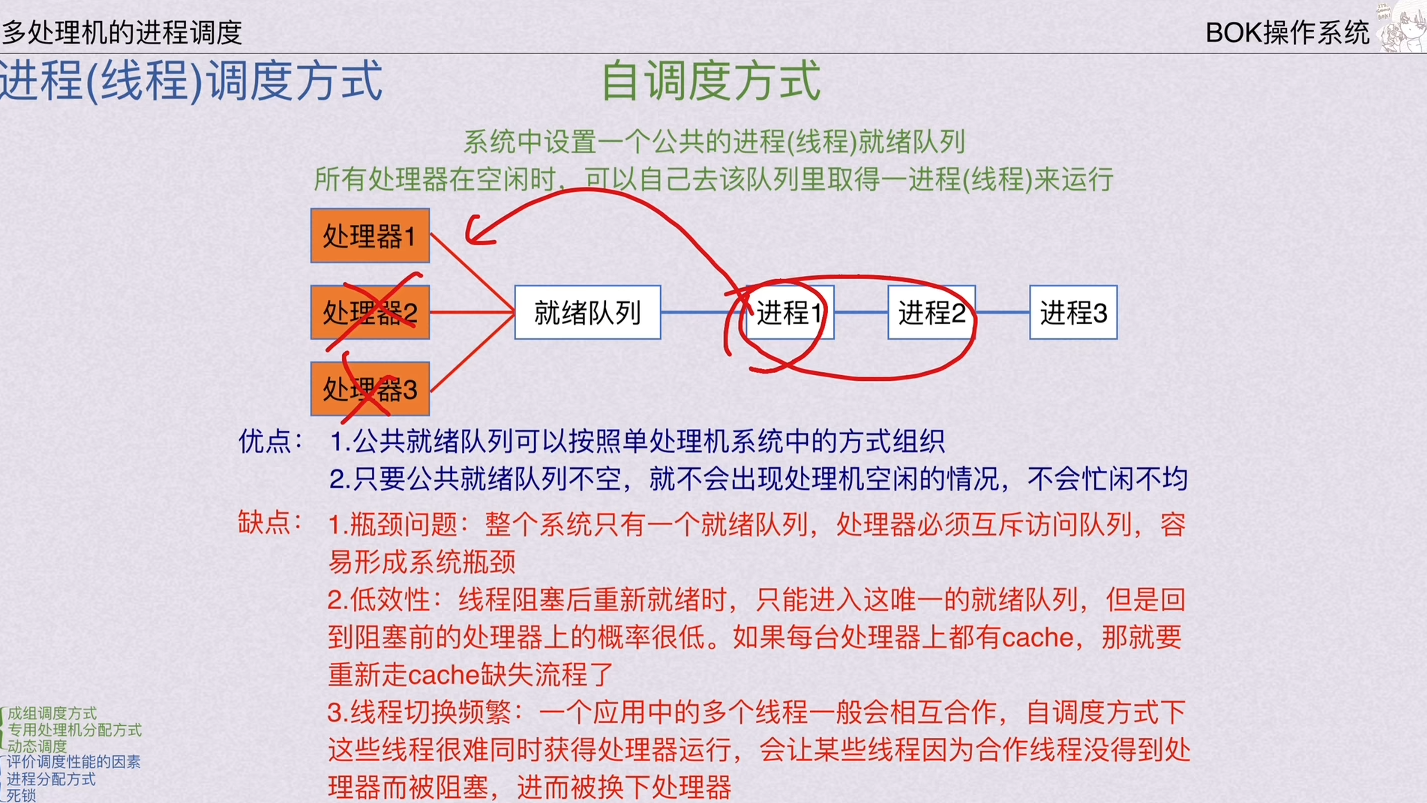 多处理机的进程调度
BOK操作系统
进程(线程)调度方式
自调度方式
系统中设置一个公共的进程(线程)就绪队列
所有处理器在空闲时，可以自己去该队列里取得一进程(线程)来运行
处理器1
处理器2
处理器3
就绪队列
进程1
进程2
进程3
优点：
1.公共就绪队列可以按照单处理机系统中的方式组织
2.只要公共就绪队列不空，就不会出现处理机空闲的情况，不会忙闲不均
缺点：
1.瓶颈问题：整个系统只有一个就绪队列，处理器必须互斥访问队列，容
易形成系统瓶颈
2.低效性：线程阻塞后重新就绪时，只能进入这唯一的就绪队列，但是回
到阻塞前的处理器上的概率很低。如果每台处理器上都有cache，那就要
重新走cache缺失流程了
3.线程切换频繁：一个应用中的多个线程一般会相互合作，自调度方式下
这些线程很难同时获得处理器运行，会让某些线程因为合作线程没得到处
理器而被阻塞，进而被换下处理器
成组调度方式
专用处理机分配方式
动态调度
评价调度性能的因素
进程分配方式
死锁